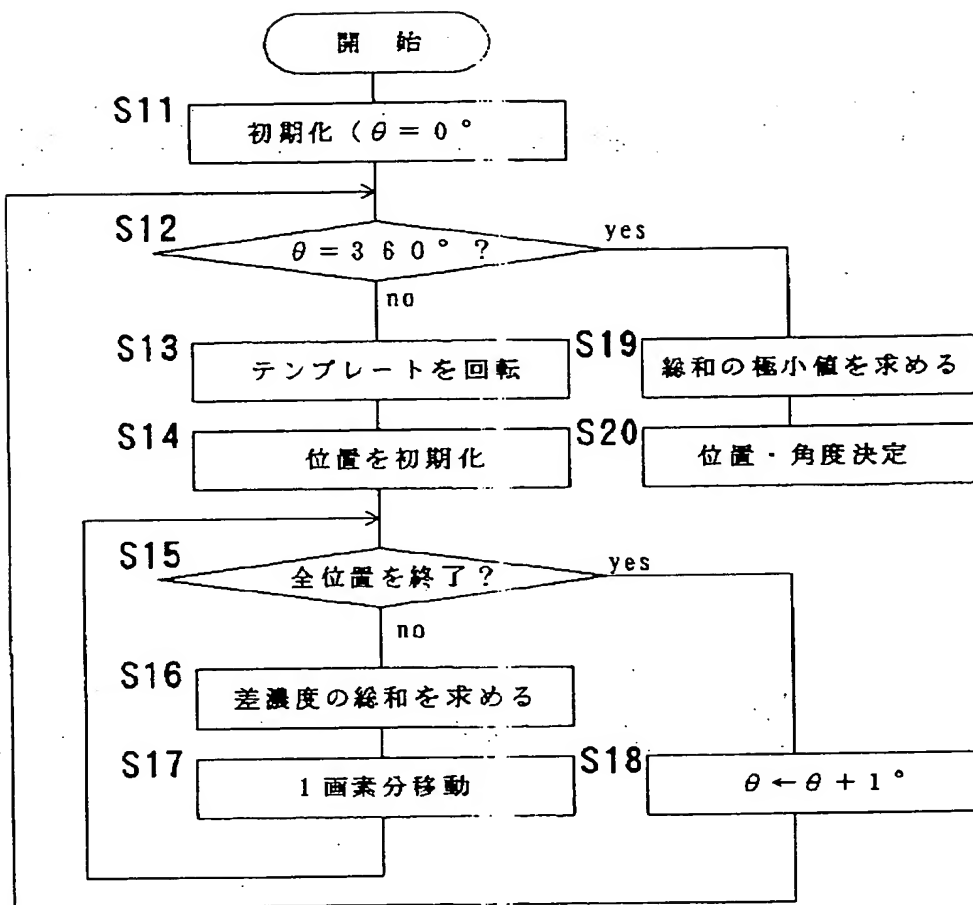 開始
S11
初期化(θ=0°
S12
θ=360°?
yes
no
S13
テンプレートを回転
S19
総和の極小値を求める
S14
位置を初期化
S20
位置・角度決定
S15
全位置を終了?
yes
no
S16
差濃度の総和を求める
S17
1画素分移動
S18
θ←θ+1°